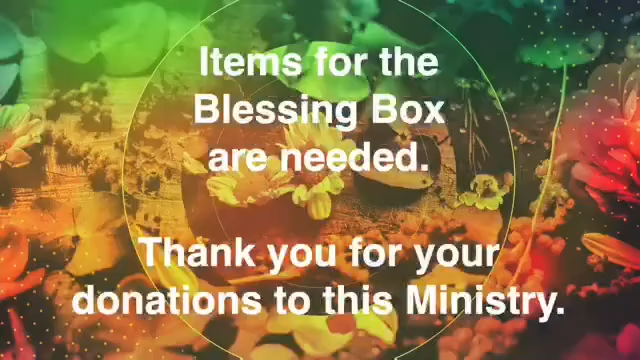 Items for the
Blessing Box
are needed.
Thank you for your
donations to this Ministry.